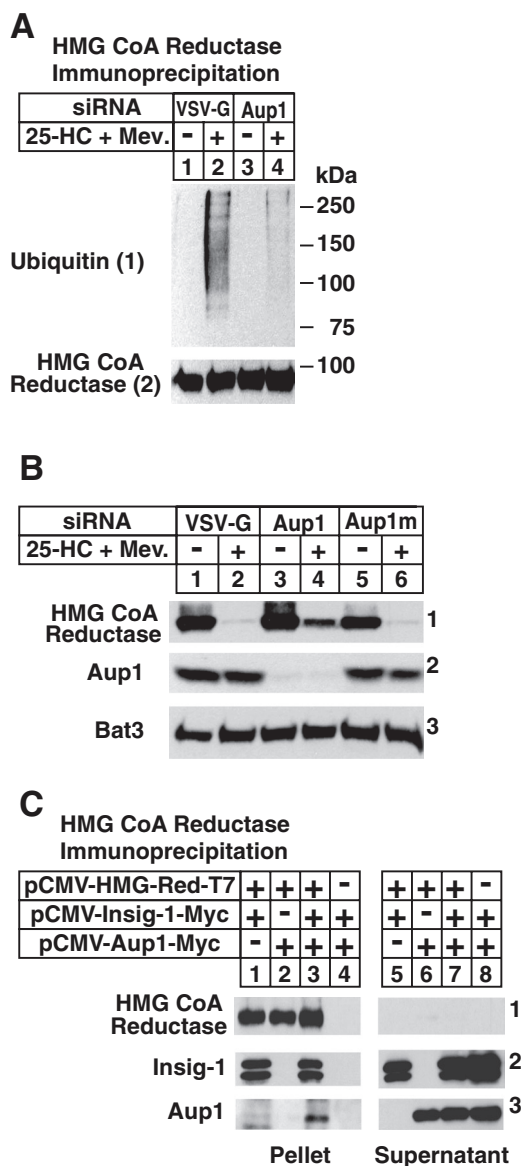 A
HMG CoA Reductase
Immunoprecipitation
siRNA VSV-G Aup1
25-HC + Mev. - + - +
1 2 3 4
kDa
Ubiquitin (1)
250
150
100
75
HMG CoA
Reductase (2)
100
B
siRNA VSV-G Aup1 Aup1m
25-HC + Mev. - + - + - +
1 2 3 4 5 6
HMG CoA
Reductase
1
Aup1 2
Bat3 3
C
HMG CoA Reductase
Immunoprecipitation
pCMV-HMG-Red-T7 + + + - + + + -
pCMV-Insig-1-Myc + - + + + - + +
pCMV-Aup1-Myc - + + + - + + +
1 2 3 4 5 6 7 8
HMG CoA
Reductase
1
Insig-1 2
Aup1 3
Pellet Supernatant